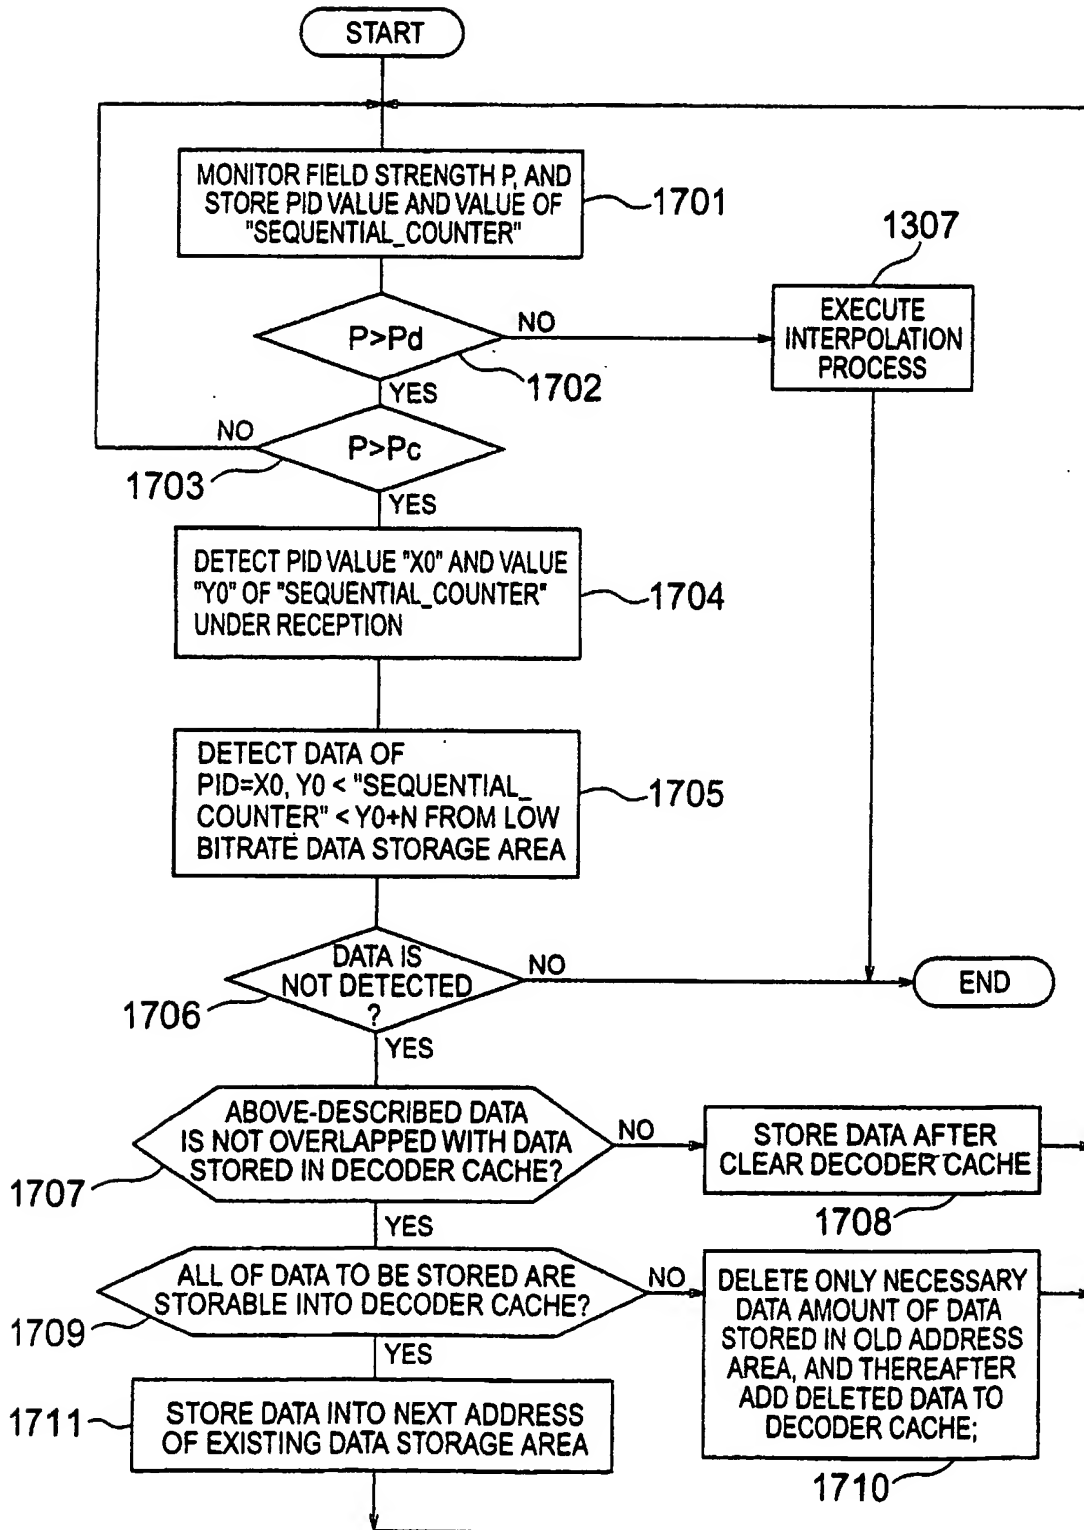 START
MONITOR FIELD STRENGTH P, AND
STORE PID VALUE AND VALUE OF
"SEQUENTIAL_COUNTER"
1701
1307
EXECUTE
INTERPOLATION
PROCESS
P>Pd
NO
1702
YES
P>Pc
NO
1703
YES
DETECT PID VALUE "X0" AND VALUE
"Y0" OF "SEQUENTIAL_COUNTER"
UNDER RECEPTION
1704
DETECT DATA OF
PID=X0, Y0 < "SEQUENTIAL_
COUNTER" < Y0+N FROM LOW
BITRATE DATA STORAGE AREA
1705
DATA IS
NOT DETECTED
?
NO
1706
YES
END
ABOVE-DESCRIBED DATA
IS NOT OVERLAPPED WITH DATA
STORED IN DECODER CACHE?
NO
1707
YES
STORE DATA AFTER
CLEAR DECODER CACHE
1708
ALL OF DATA TO BE STORED ARE
STORABLE INTO DECODER CACHE?
NO
1709
YES
DELETE ONLY NECESSARY
DATA AMOUNT OF DATA
STORED IN OLD ADDRESS
AREA, AND THEREAFTER
ADD DELETED DATA TO
DECODER CACHE;
1710
1711
STORE DATA INTO NEXT ADDRESS
OF EXISTING DATA STORAGE AREA